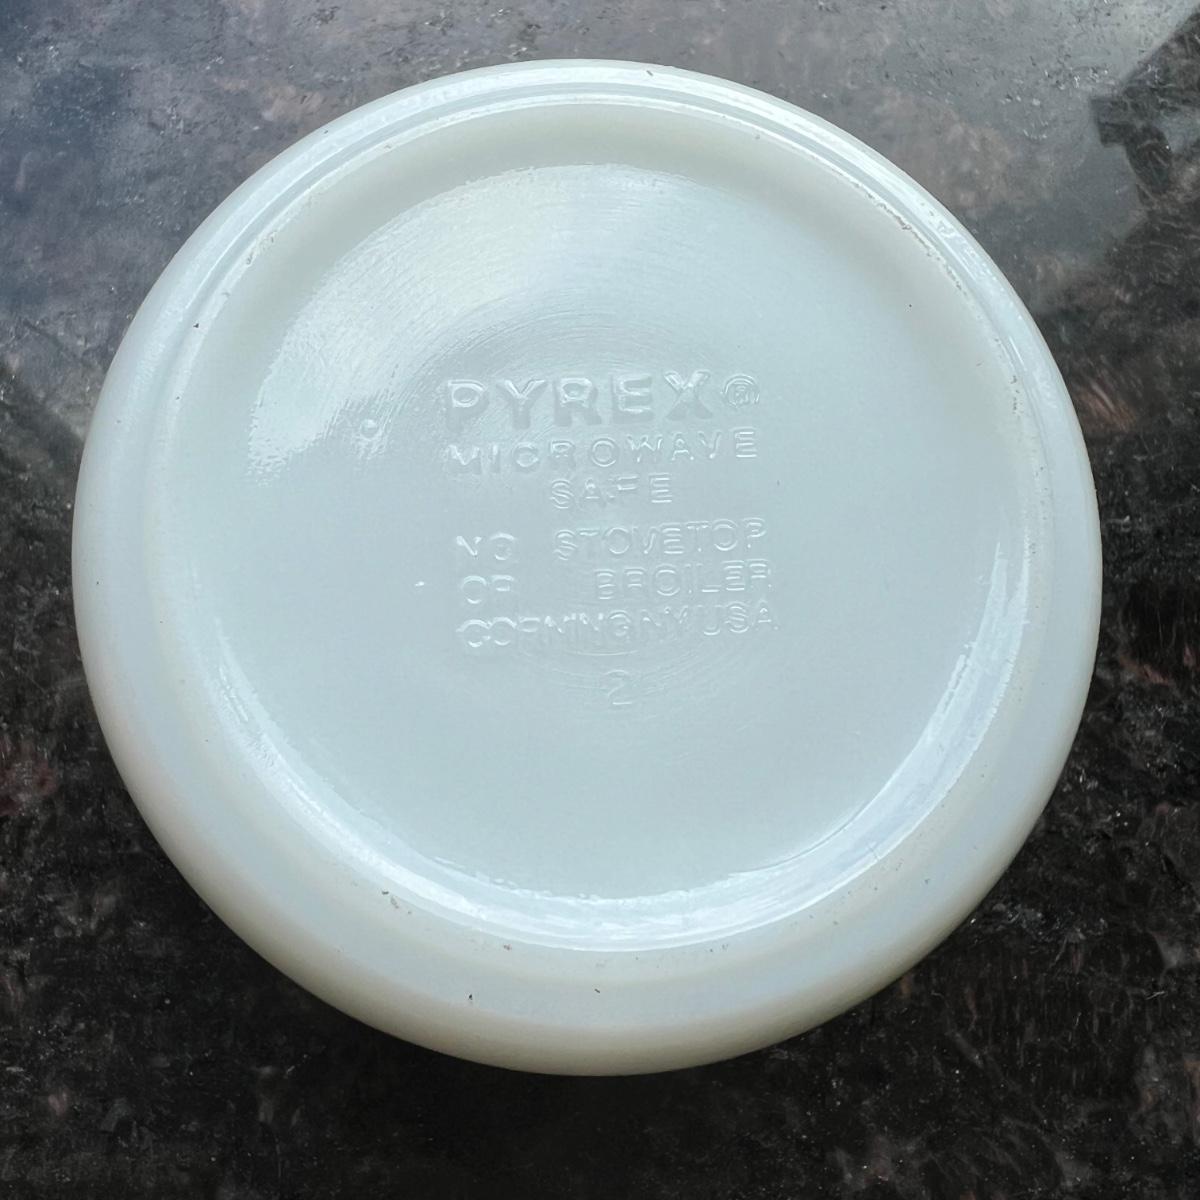 PYREX®
MICROWAVE
SAFE
NO STOVETOP
OR BROILER
CORNING NY USA
2